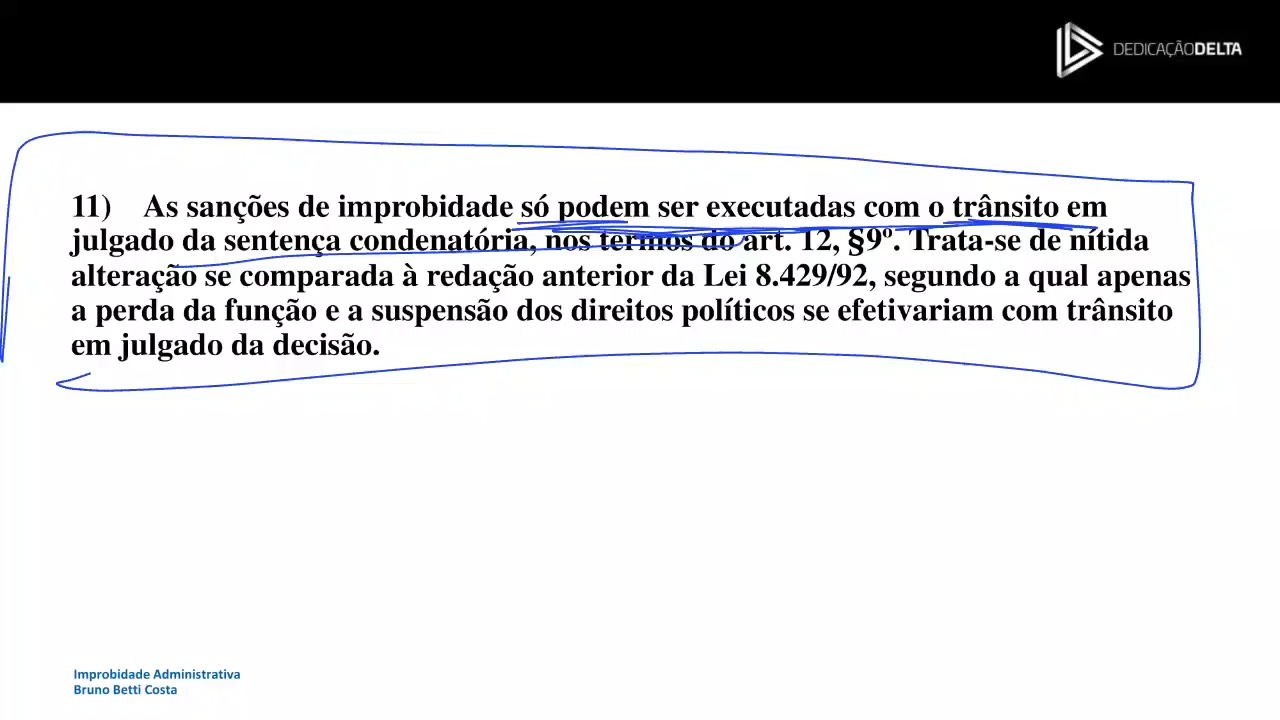 DEDICAÇÃODELTA
11) As sanções de improbidade só podem ser executadas com o trânsito em
julgado da sentença condenatória, nos termos do art. 12, §9º. Trata-se de nítida
alteração se comparada à redação anterior da Lei 8.429/92, segundo a qual apenas
a perda da função e a suspensão dos direitos políticos se efetivariam com trânsito
em julgado da decisão.
Improbidade Administrativa
Bruno Betti Costa